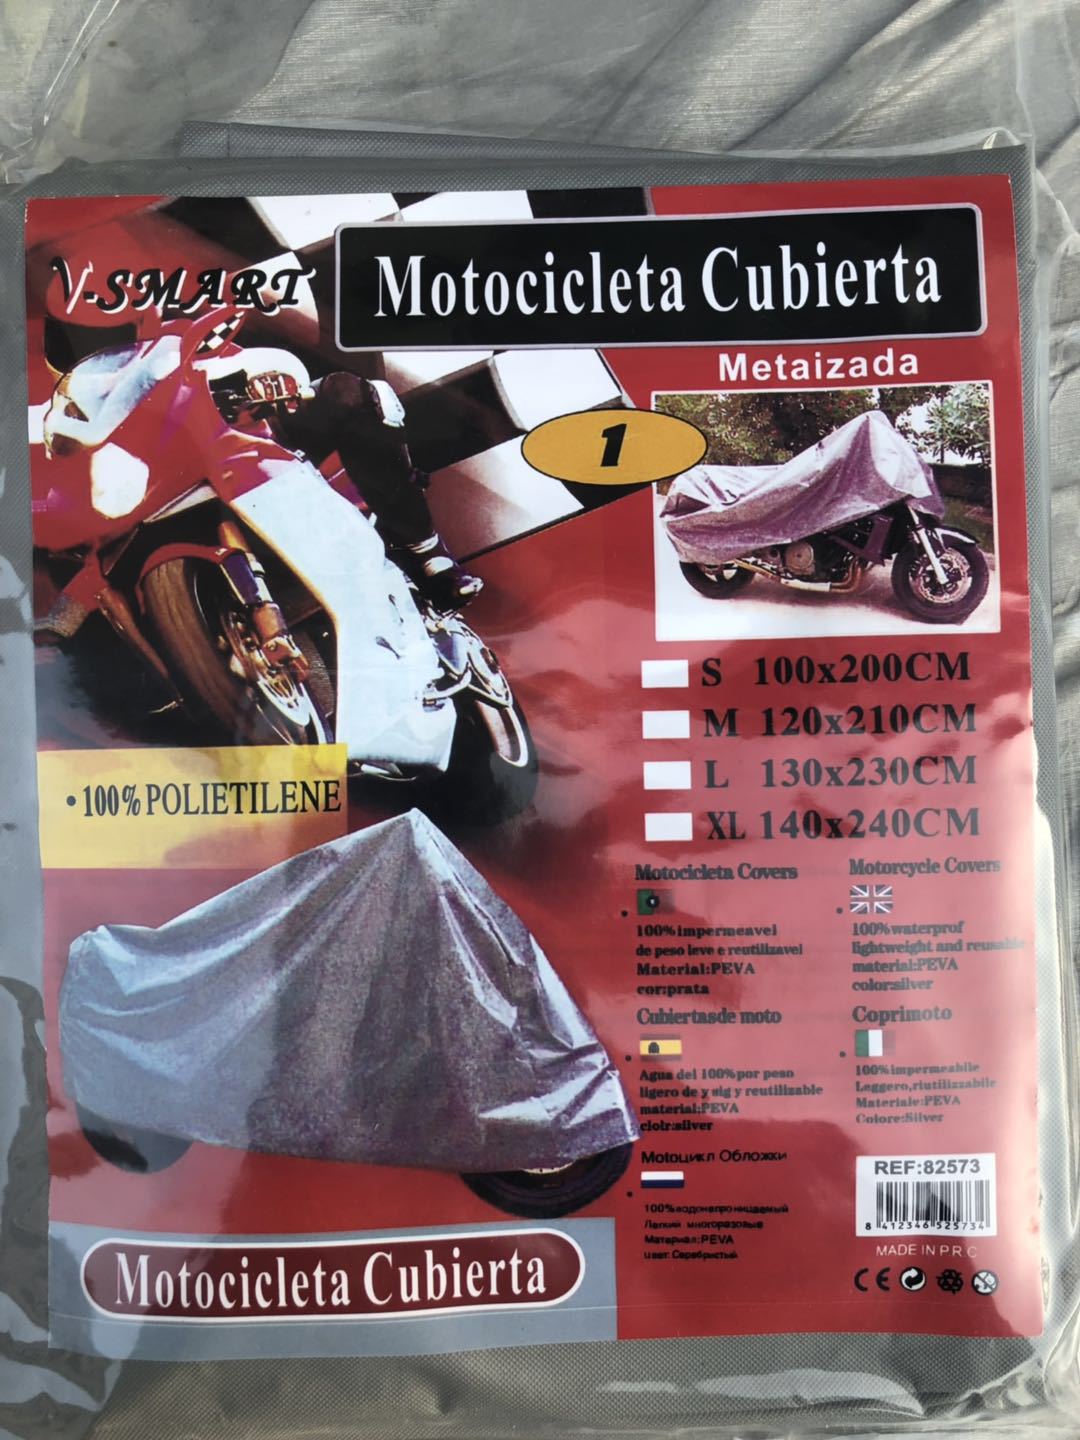 V-SMART
Motocicleta Cubierta
Metaizada
1
S 100x200CM
M 120x210CM
L 130x230CM
XL 140x240CM
• 100% POLIETILENE
Motocicleta Covers
100% impermeavel
de peso leve e reutilizavel
Material:PEVA
cor:prata
Motorcycle Covers
100% waterprof
lightweight and reusable
material:PEVA
color:silver
Cubiertasde moto
Agua del 100% por peso
ligero de y sig y reutilizable
material:PEVA
clolr:silver
Coprimoto
100% impermeabile
Leggero,riutilizzabile
Materiale:PEVA
Colore:Silver
Мотоцикл Обложки
100% водонепроницаемый
Легкий многоразовые
Материал:PEVA
цвет:Серебристый
REF:82573
8 412346 525734
MADE IN P.R.C
CE
Motocicleta Cubierta